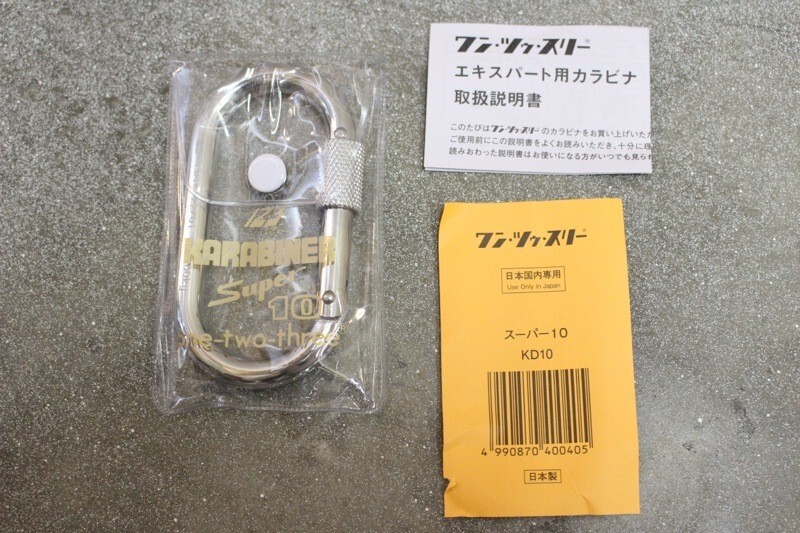 123
KARABINER
Super
10
one-two-three
ワン・ツゥ・スリー
エキスパート用カラビナ
取扱説明書
このたびはワン・ツゥ・スリーのカラビナをお買い上げいた
ご使用前にこの説明書をよくお読みいただき、十分に理
読みおわった説明書はお使いになる方がいつでも見られ
ワン・ツゥ・スリー
日本国内専用
Use Only in Japan
スーパー10
KD10
4 990870 400405
日本製